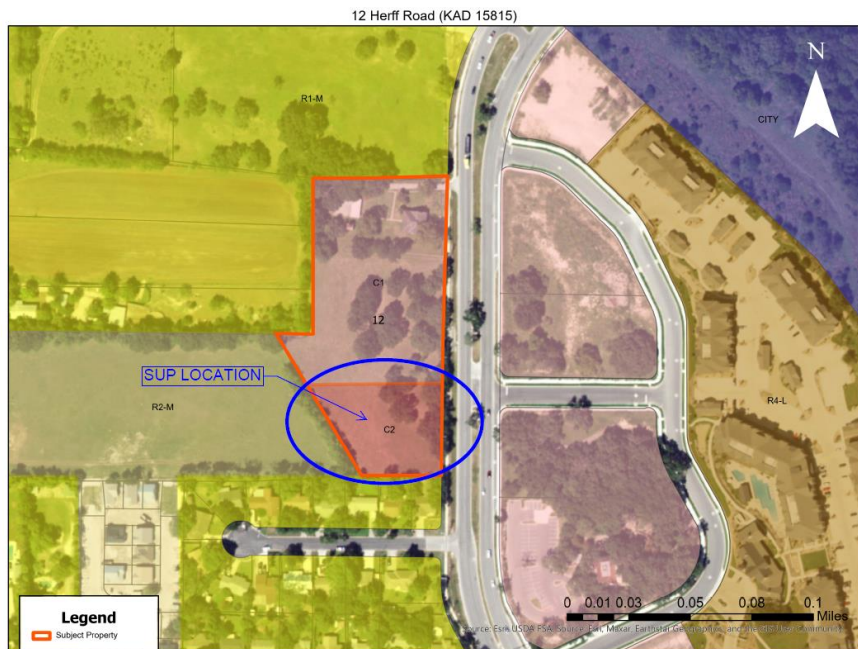 12 Herff Road (KAD 15815)
N
R1-M
CITY
C1
12
SUP LOCATION
R2-M
C2
R4-L
0 0.01 0.03 0.05 0.08 0.1
Miles
Legend
Subject Property
Source: Esri, USDA FSA, Source: Esri, Maxar, Earthstar Geographics, and the GIS User Community